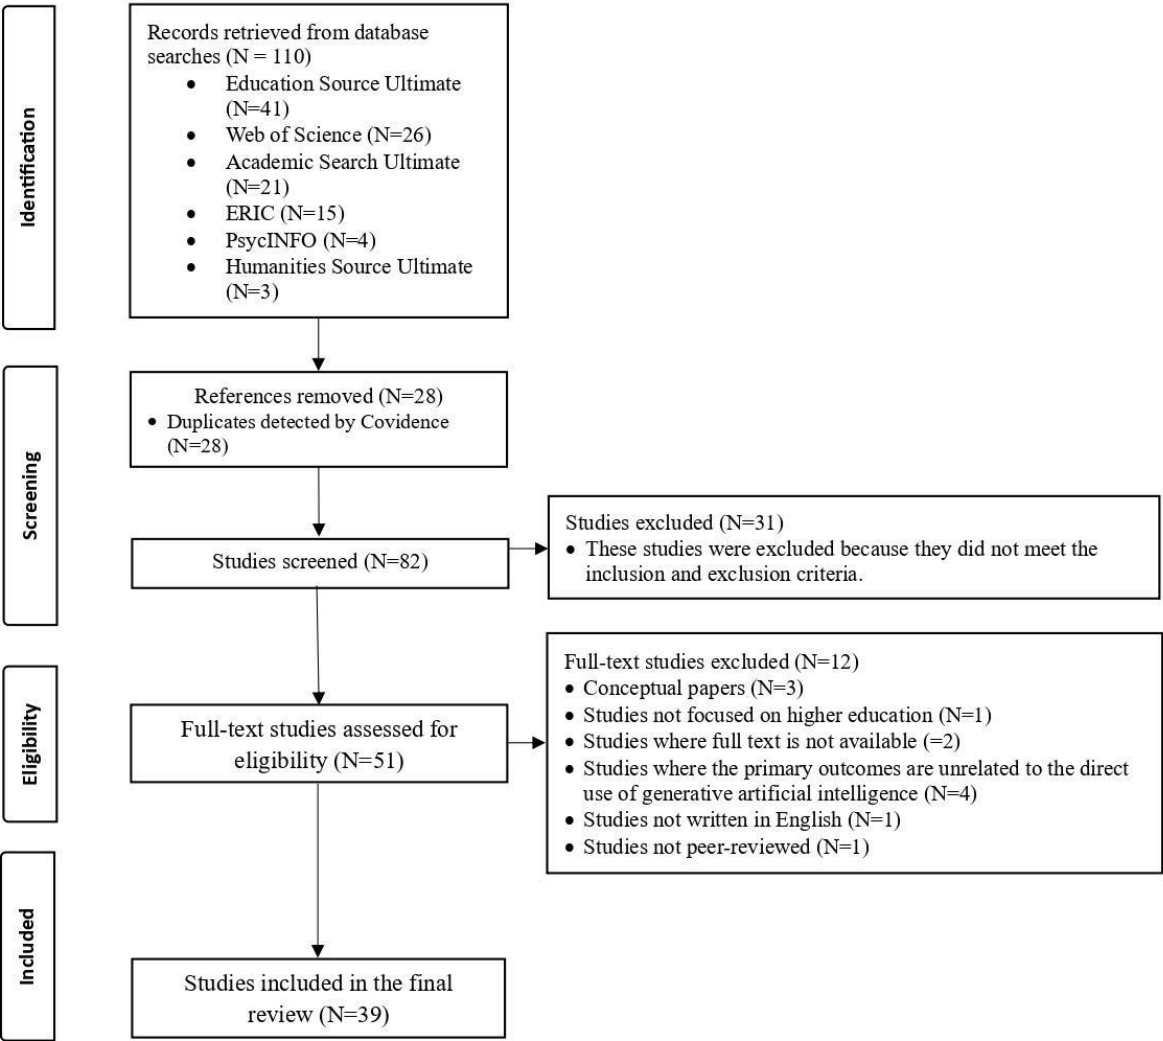 Identification
Records retrieved from database
searches (N = 110)
• Education Source Ultimate
(N=41)
• Web of Science (N=26)
• Academic Search Ultimate
(N=21)
• ERIC (N=15)
• PsycINFO (N=4)
• Humanities Source Ultimate
(N=3)
Screening
References removed (N=28)
• Duplicates detected by Covidence
(N=28)
Studies screened (N=82)
Studies excluded (N=31)
• These studies were excluded because they did not meet the
inclusion and exclusion criteria.
Eligibility
Full-text studies assessed for
eligibility (N=51)
Full-text studies excluded (N=12)
• Conceptual papers (N=3)
• Studies not focused on higher education (N=1)
• Studies where full text is not available (=2)
• Studies where the primary outcomes are unrelated to the direct
use of generative artificial intelligence (N=4)
• Studies not written in English (N=1)
• Studies not peer-reviewed (N=1)
Included
Studies included in the final
review (N=39)